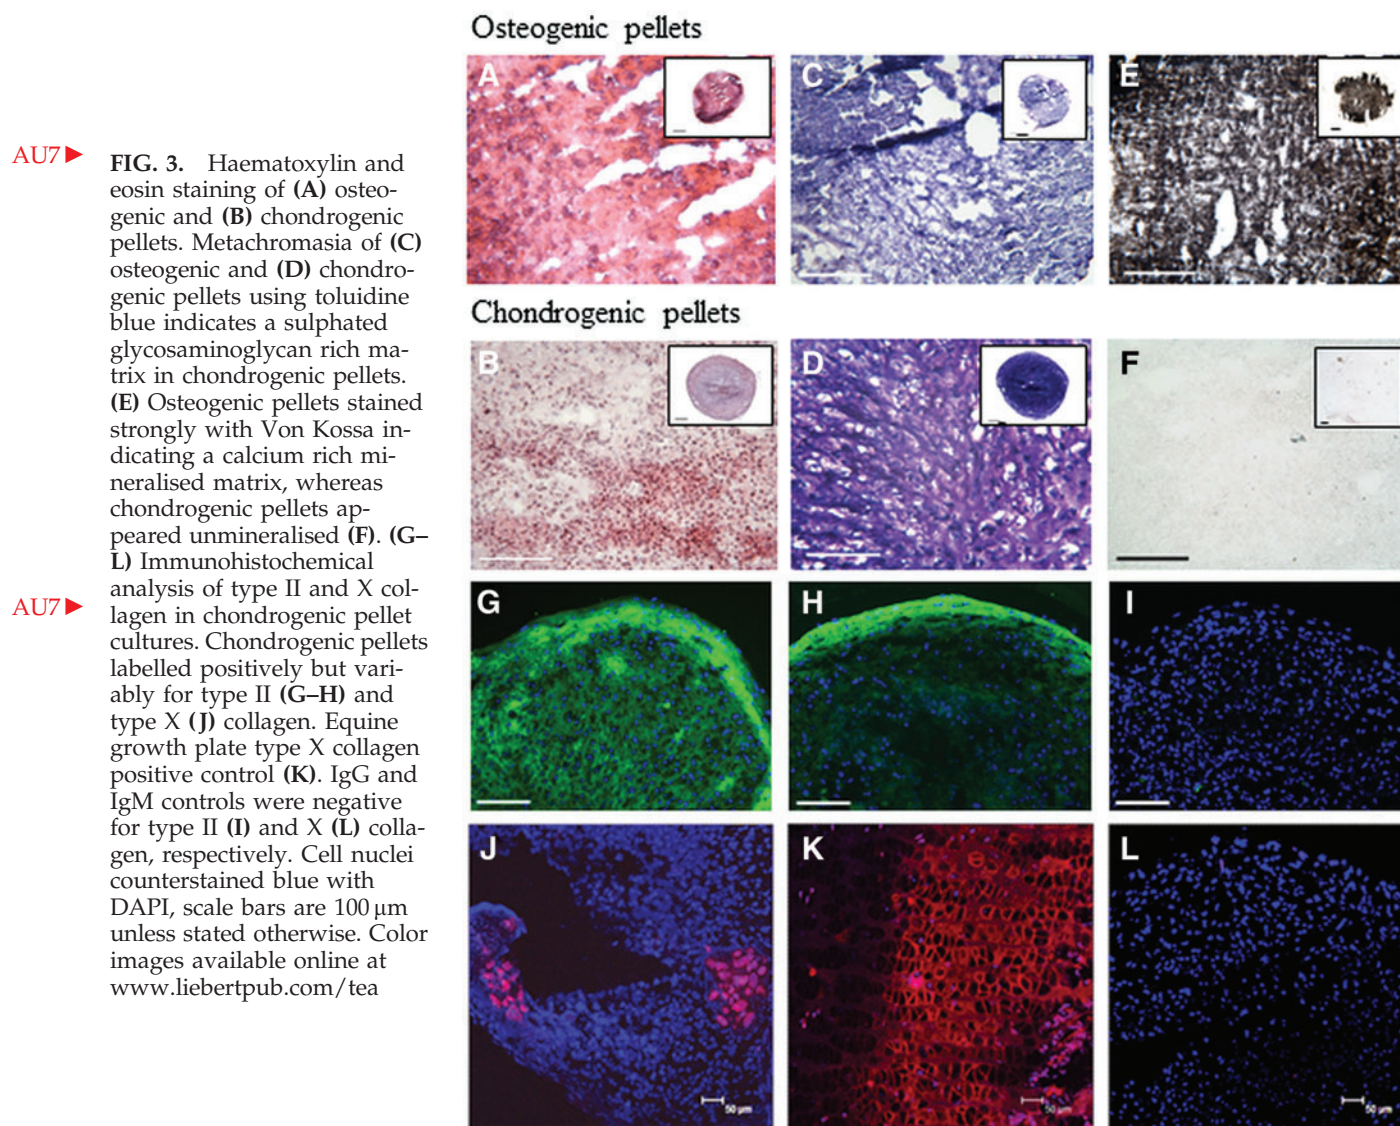 AU7►
FIG. 3. Haematoxylin and
eosin staining of (A) osteo-
genic and (B) chondrogenic
pellets. Metachromasia of (C)
osteogenic and (D) chondro-
genic pellets using toluidine
blue indicates a sulphated
glycosaminoglycan rich ma-
trix in chondrogenic pellets.
(E) Osteogenic pellets stained
strongly with Von Kossa in-
dicating a calcium rich mi-
neralised matrix, whereas
chondrogenic pellets ap-
peared unmineralised (F). (G–
L) Immunohistochemical
analysis of type II and X col-
AU7►
lagen in chondrogenic pellet
cultures. Chondrogenic pellets
labelled positively but vari-
ably for type II (G–H) and
type X (J) collagen. Equine
growth plate type X collagen
positive control (K). IgG and
IgM controls were negative
for type II (I) and X (L) colla-
gen, respectively. Cell nuclei
counterstained blue with
DAPI, scale bars are 100 μm
unless stated otherwise. Color
images available online at
www.liebertpub.com/tea
Osteogenic pellets
A C E
Chondrogenic pellets
B D F
G H I
J K L
50 μm 50 μm 50 μm